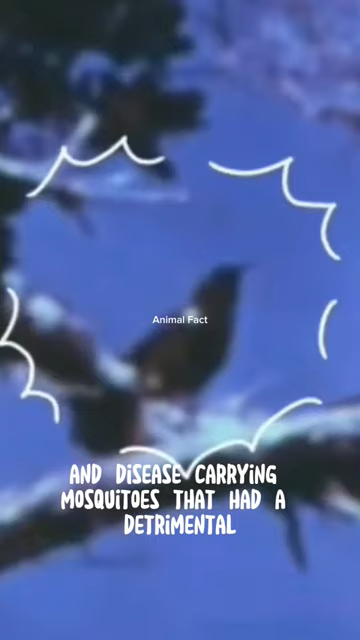 Animal Fact
AND DISEASE CARRYING
MOSQUITOES THAT HAD A
DETRIMENTAL